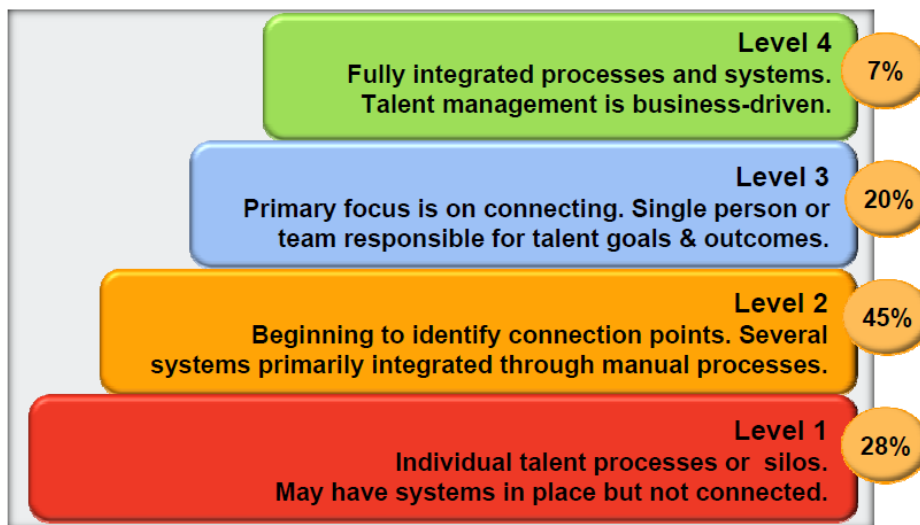 Level 4
Fully integrated processes and systems.
Talent management is business-driven.
7%
Level 3
Primary focus is on connecting. Single person or
team responsible for talent goals & outcomes.
20%
Level 2
Beginning to identify connection points. Several
systems primarily integrated through manual processes.
45%
Level 1
Individual talent processes or silos.
May have systems in place but not connected.
28%